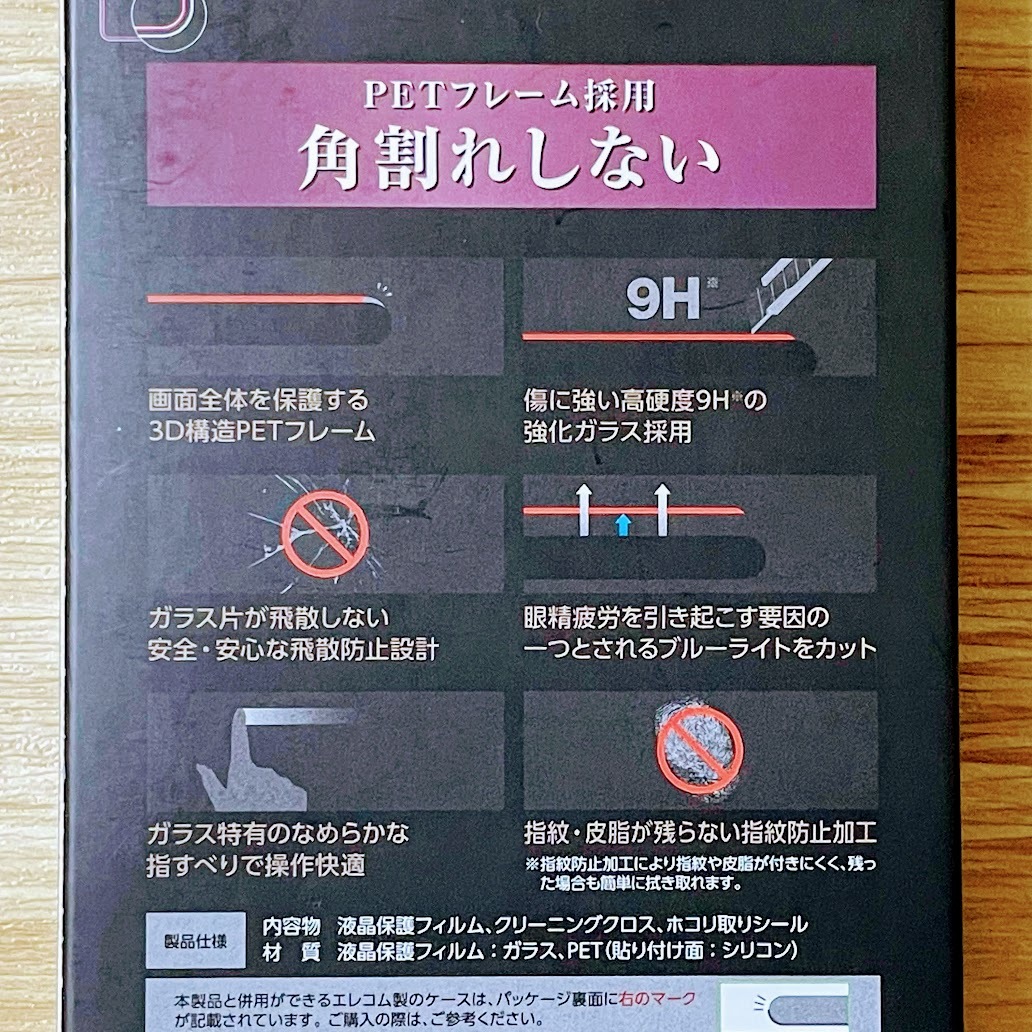 PETフレーム採用
角割れしない
9H※
画面全体を保護する
3D構造PETフレーム
傷に強い高硬度9H※の
強化ガラス採用
ガラス片が飛散しない
安全・安心な飛散防止設計
眼精疲労を引き起こす要因の
一つとされるブルーライトをカット
ガラス特有のなめらかな
指すべりで操作快適
指紋・皮脂が残らない指紋防止加工
※指紋防止加工により指紋や皮脂が付きにくく、残っ
た場合も簡単に拭き取れます。
製品仕様
内容物 液晶保護フィルム、クリーニングクロス、ホコリ取りシール
材 質 液晶保護フィルム：ガラス、PET（貼り付け面：シリコン）
本製品と併用ができるエレコム製のケースは、パッケージ裏面に右のマーク
が記載されています。ご購入の際は、ご参考ください。